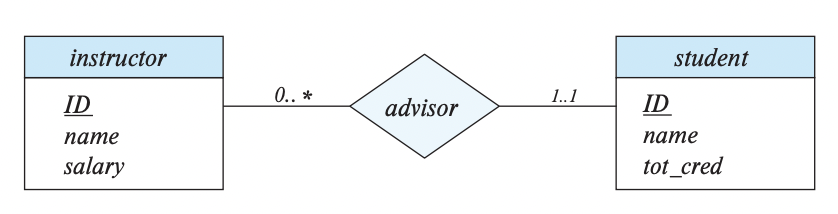 instructor
ID
name
salary
0..*
advisor
1..1
student
ID
name
tot_cred